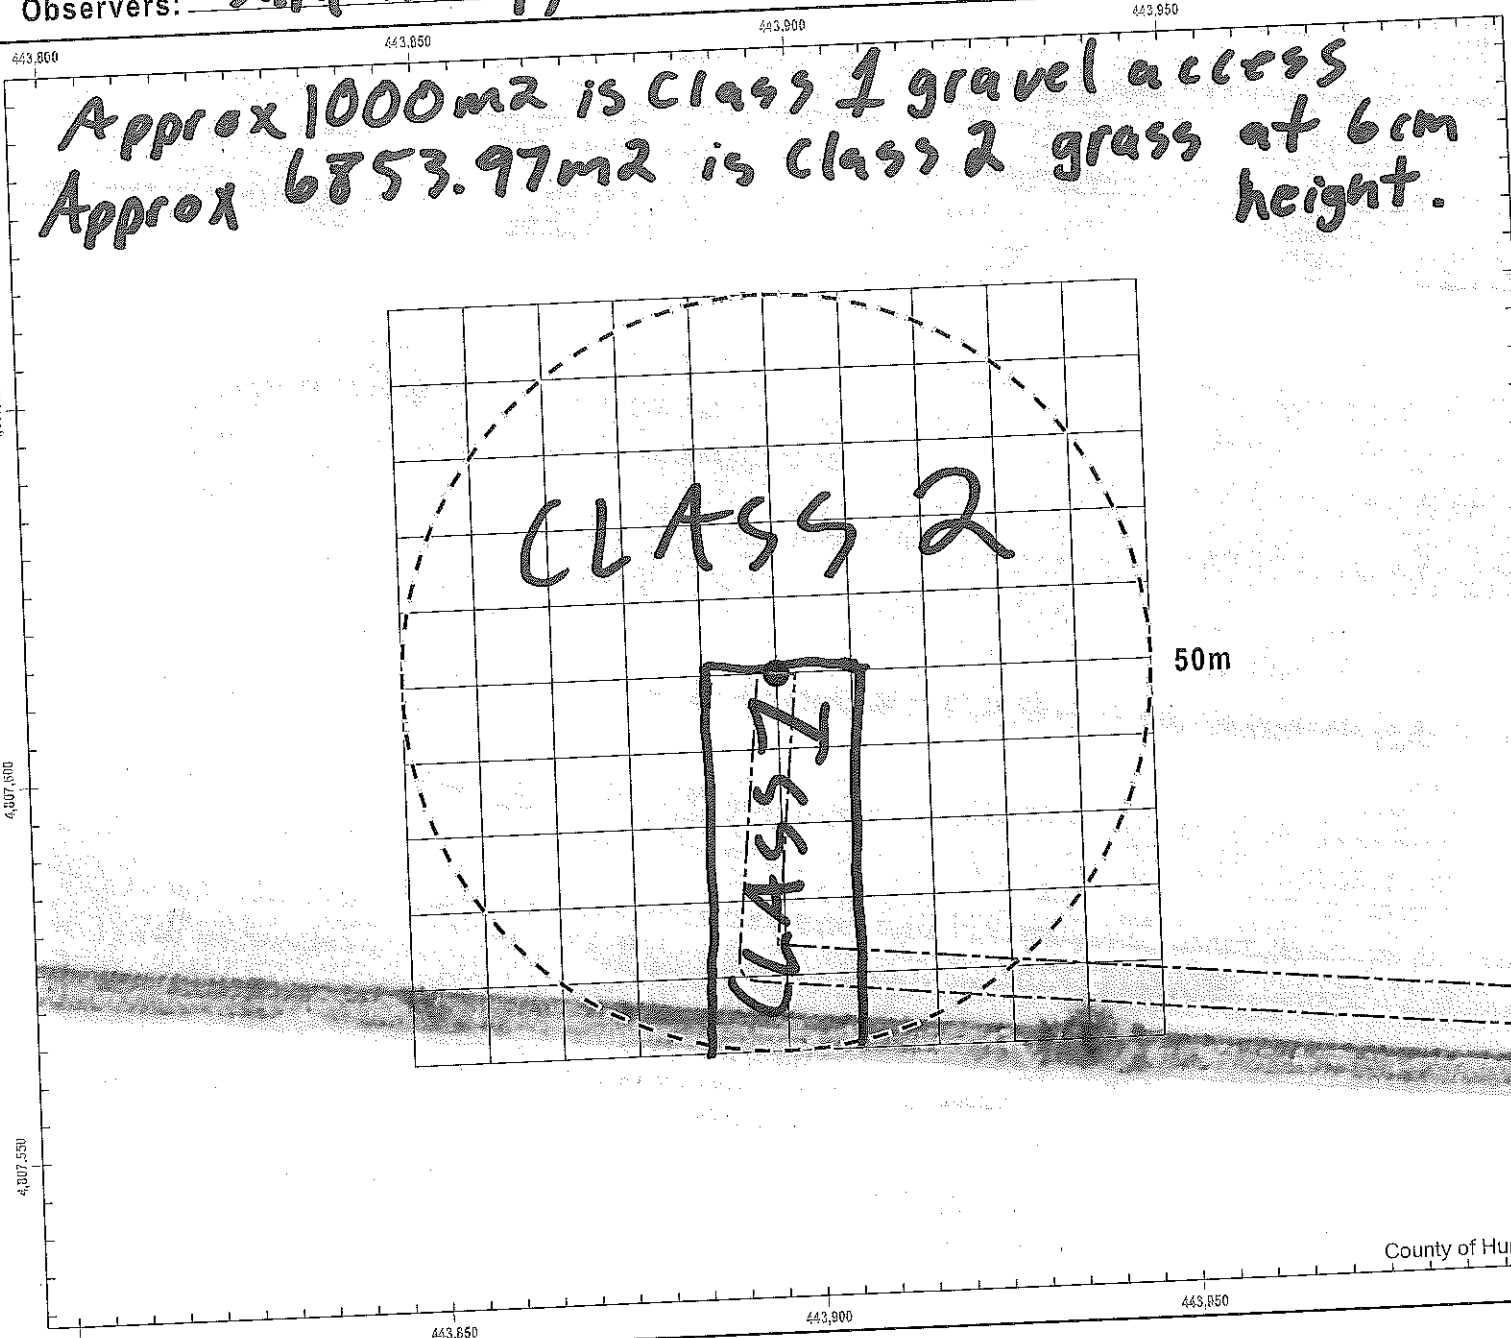 Observers:
443,800 443,850 443,900 443,950
Approx 1000m2 is Class 1 gravel access
Approx 6853.97m2 is Class 2 grass at 6cm
height.
CLASS 2
50m
CLASS 1
4,807,600
4,807,550
County of Hu
443,850 443,900 443,950